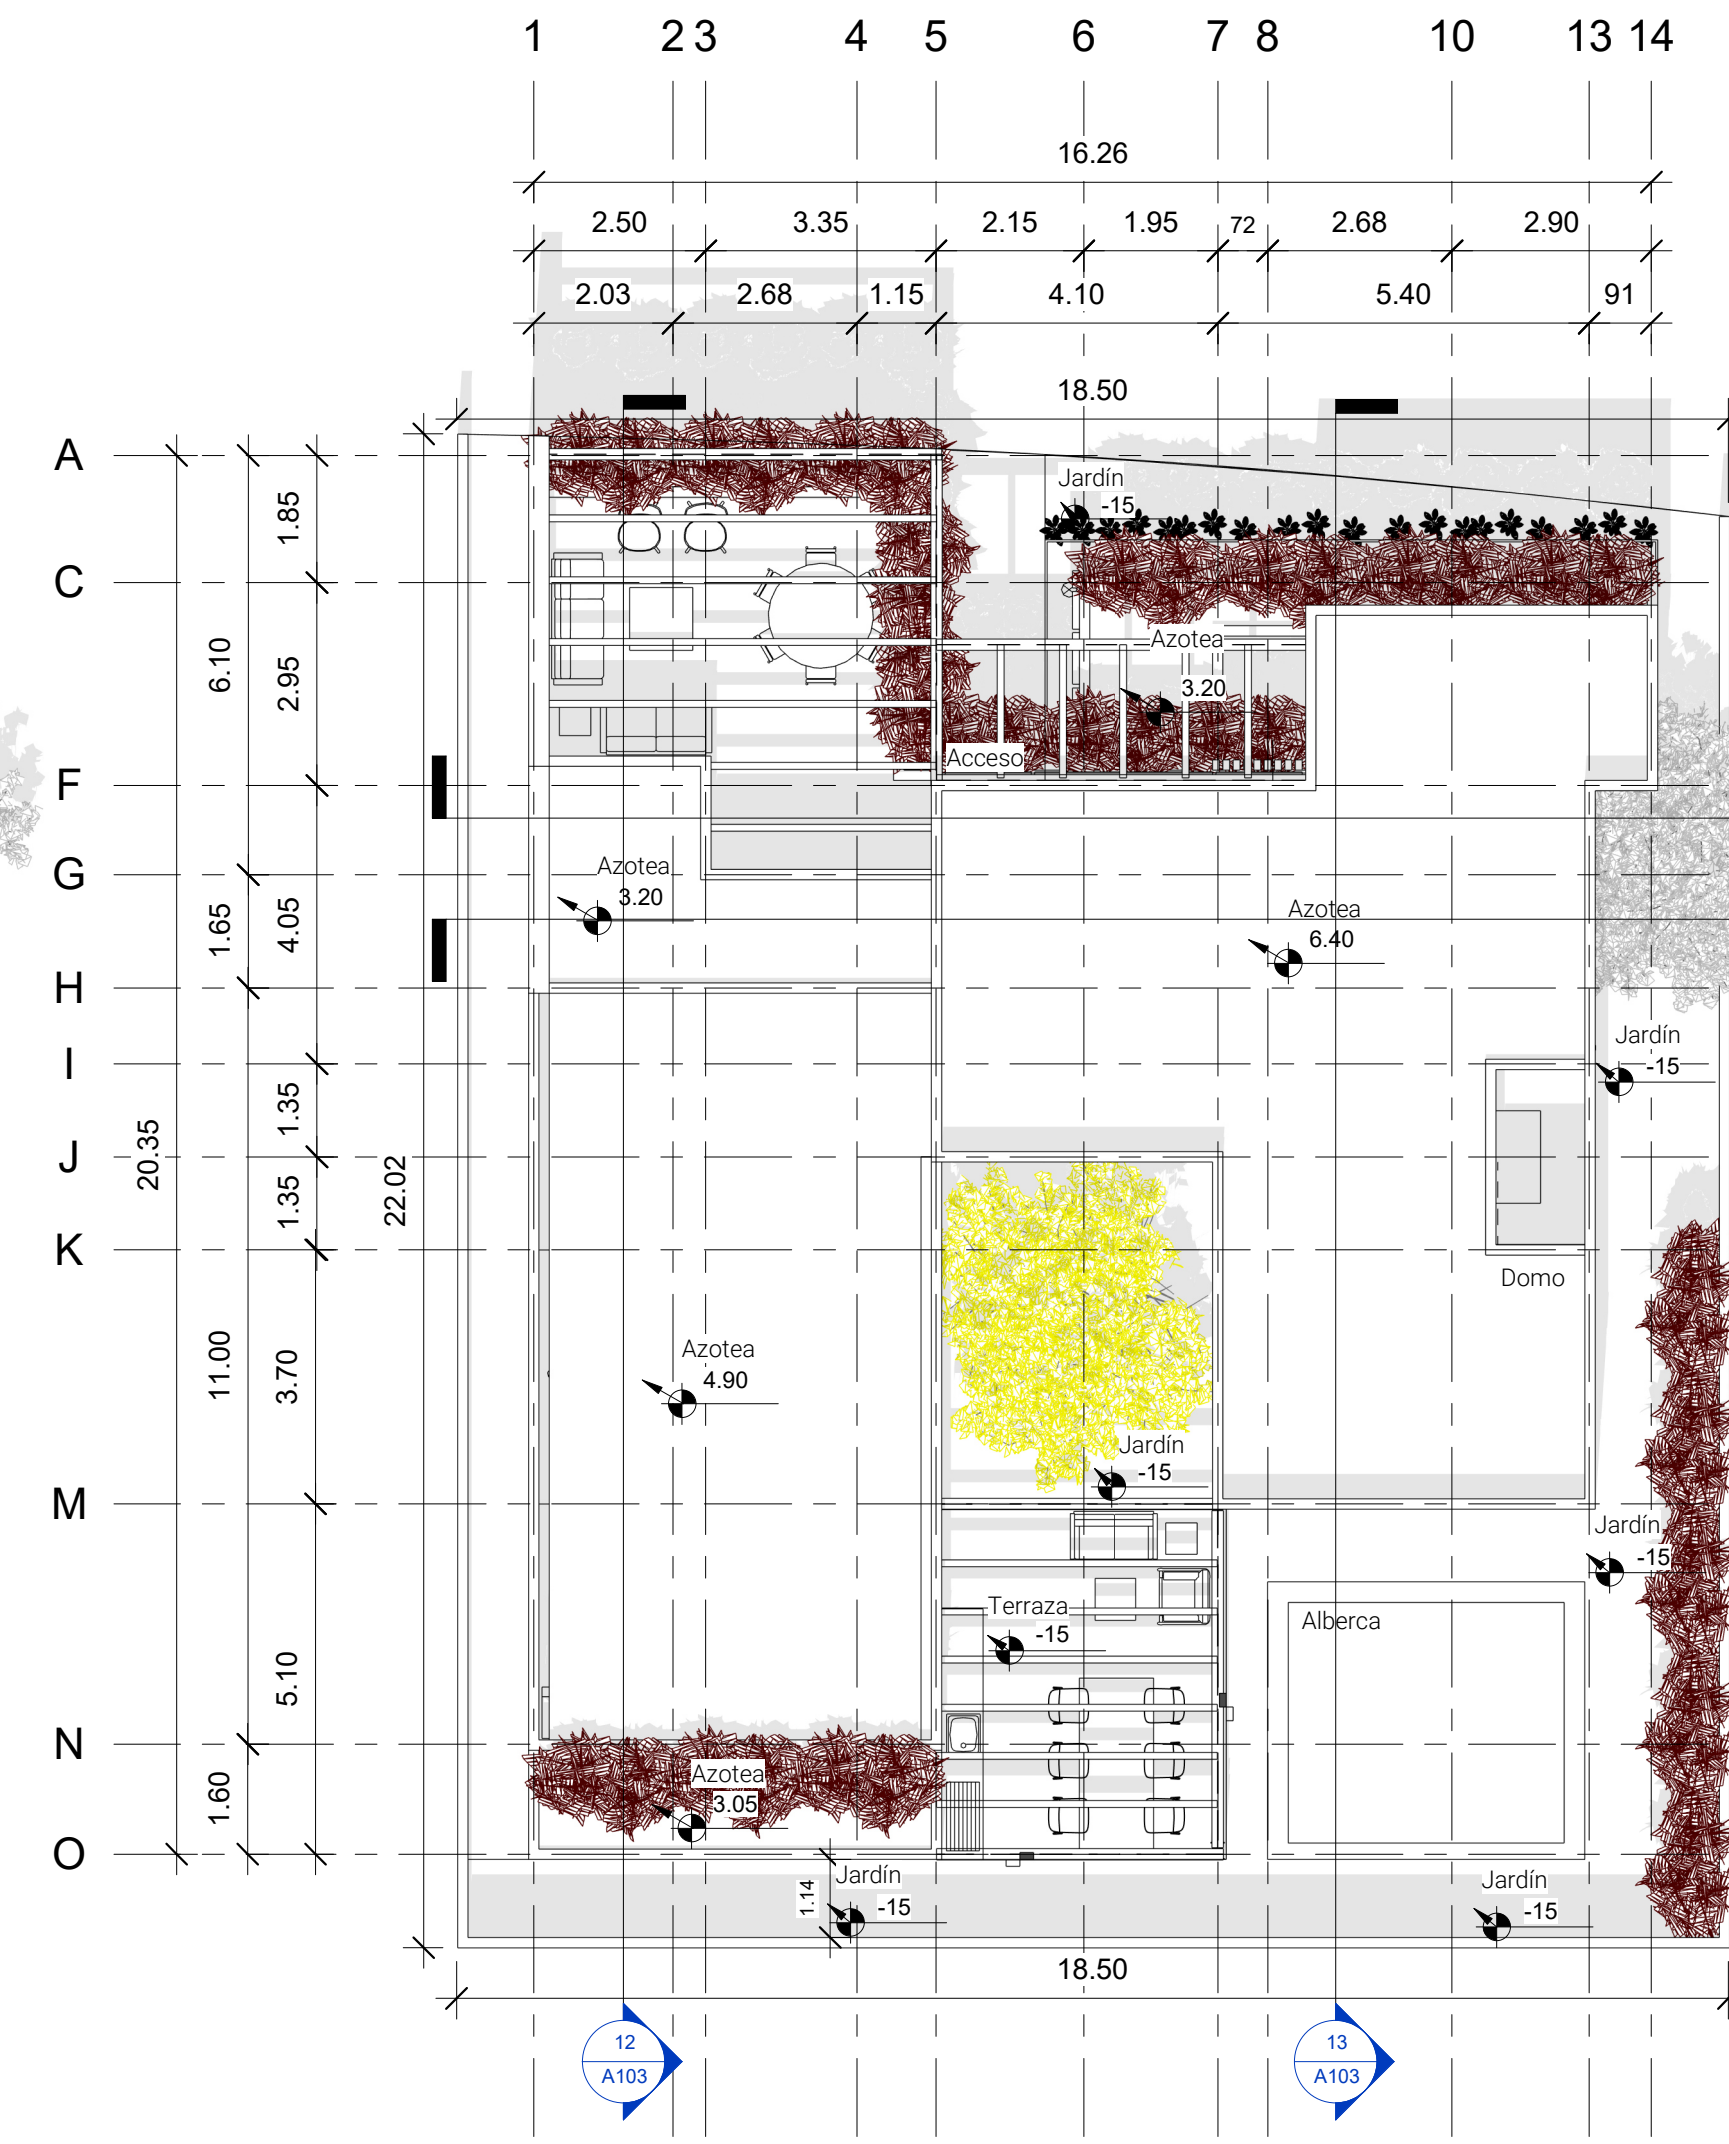 1 2 3 4 5 6 7 8 10 13 14
16.26
2.50 3.35 2.15 1.95 72 2.68 2.90
2.03 2.68 1.15 4.10 5.40 91
18.50
A
Jardín
-15
1.85
C
6.10
2.95
Azotea
3.20
Acceso
F
G
Azotea
3.20
1.65
4.05
Azotea
6.40
H
I
Jardín
-15
1.35
20.35
J
22.02
1.35
K
Domo
11.00
3.70
Azotea
4.90
Jardín
-15
M
Jardín
-15
Terraza
-15
Alberca
5.10
N
Azotea
3.05
1.60
O
Jardín
-15
1.14
Jardín
-15
18.50
12
A103
13
A103